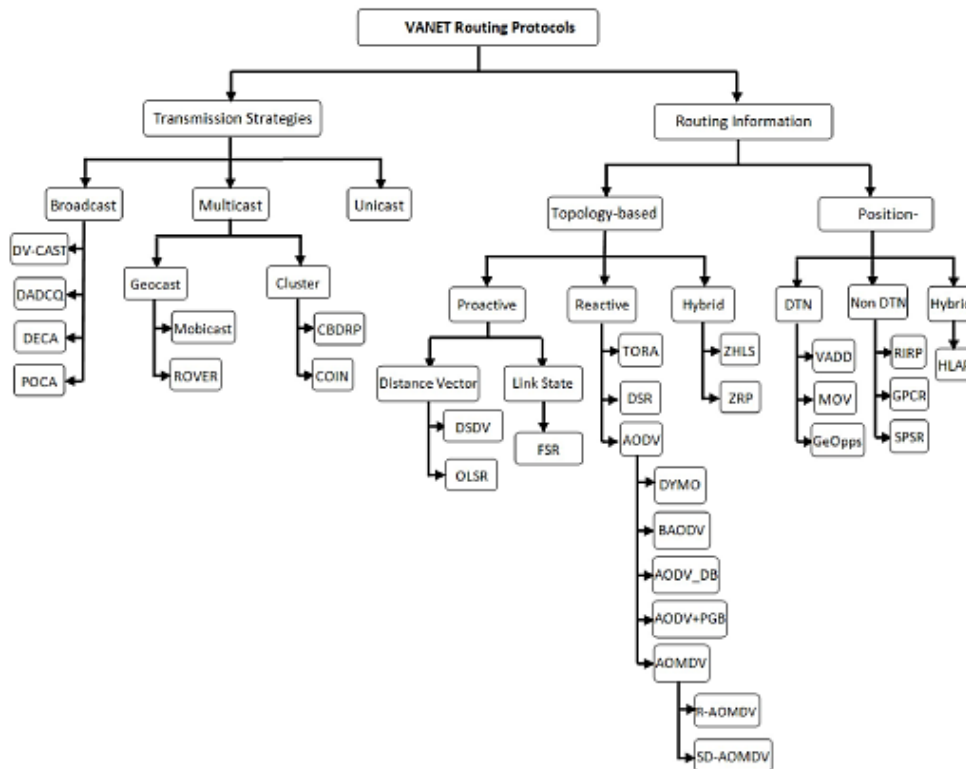 VANET Routing Protocols
Transmission Strategies
Routing Information
Broadcast
Multicast
Unicast
Topology-based
Position-
DV-CAST
DADCQ
DECA
POCA
Geocast
Cluster
Mobicast
ROVER
CBDRP
COIN
Proactive
Reactive
Hybrid
DTN
Non DTN
Hybrid
Distance Vector
Link State
DSDV
OLSR
FSR
TORA
DSR
AODV
ZHLS
ZRP
VADD
MOV
GeOpps
RIRP
GPCR
SPSR
HLAR
DYMO
BAODV
AODV_DB
AODV+PGB
AOMDV
R-AOMDV
SD-AOMDV